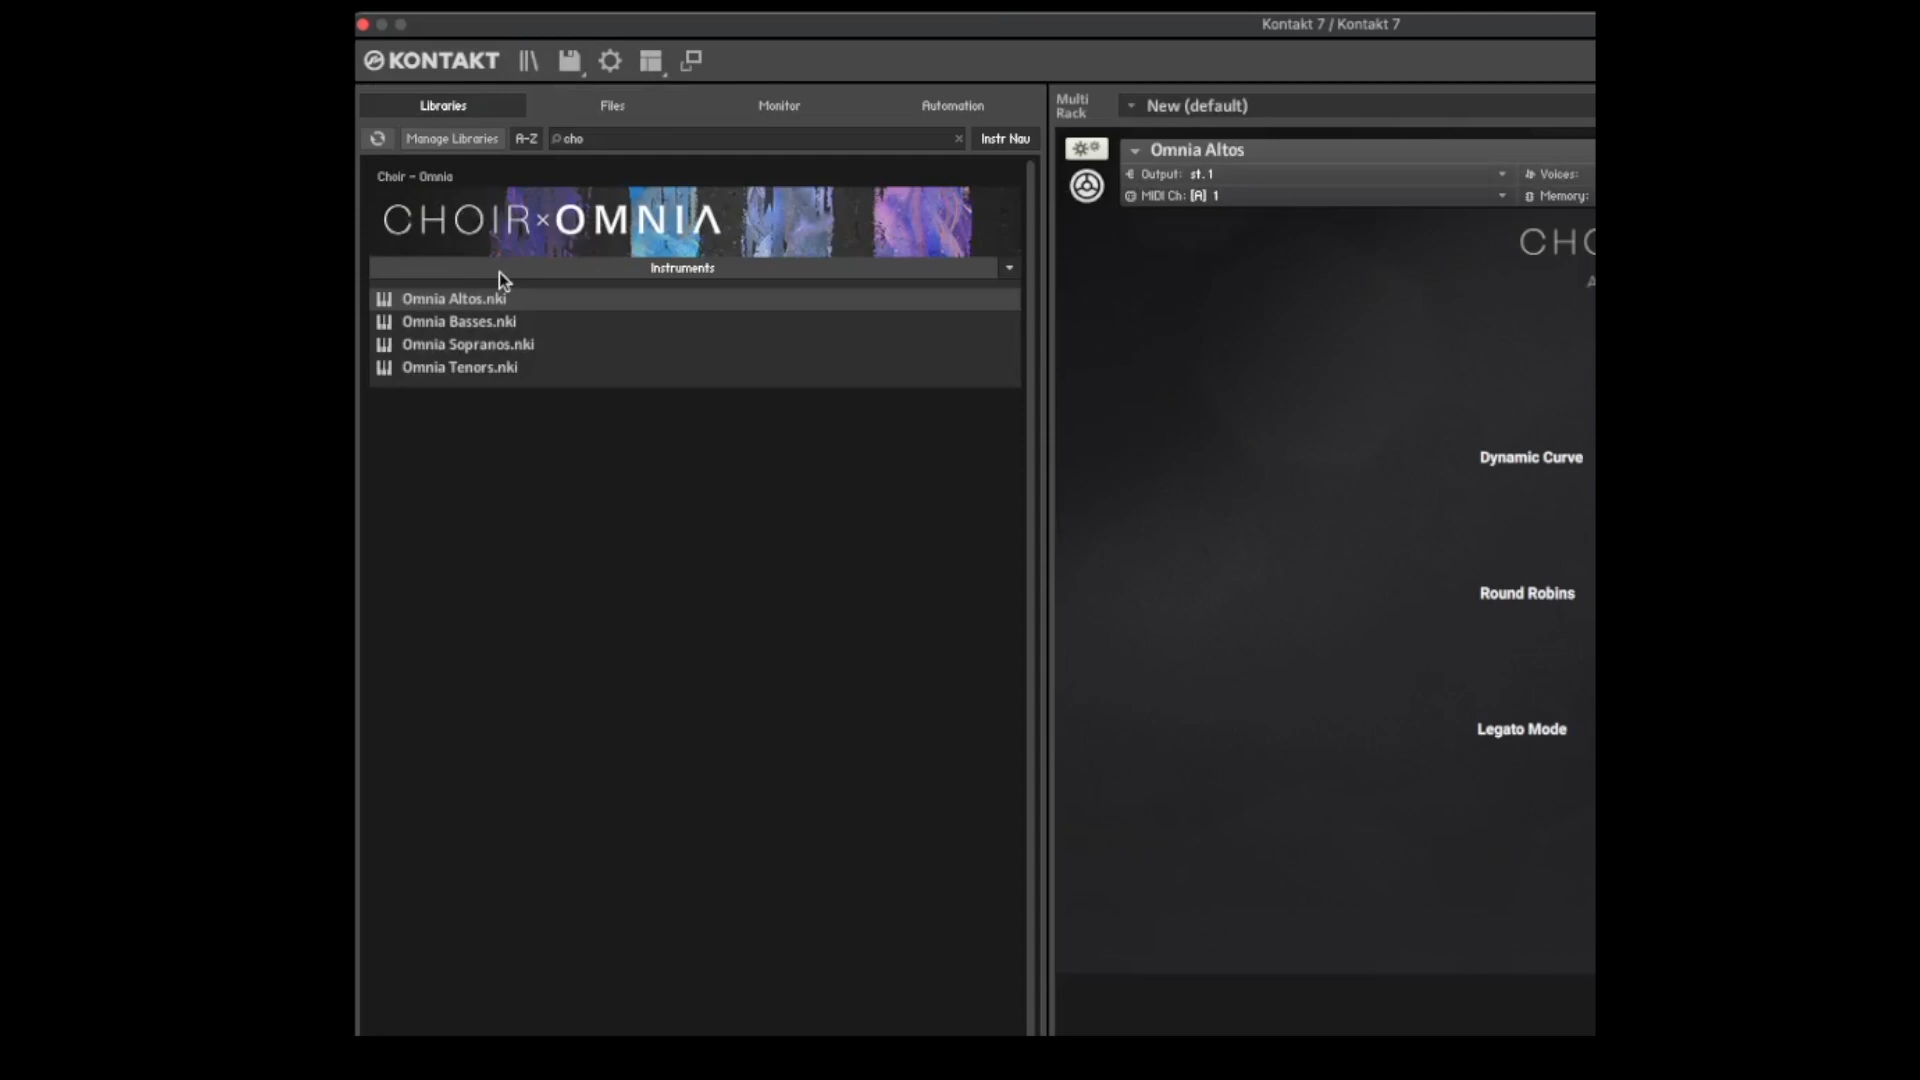 Kontakt 7 / Kontakt 7
KONTAKT
Libraries
Files
Monitor
Automation
Manage Libraries
A-Z
cho
×
Instr Nav
Choir – Omnia
CHOIR×OMNIA
Instruments
Omnia Altos.nki
Omnia Basses.nki
Omnia Sopranos.nki
Omnia Tenors.nki
Multi
Rack
New (default)
Omnia Altos
Output: st.1
Voices:
MIDI Ch: [A] 1
Memory:
CHO
A
Dynamic Curve
Round Robins
Legato Mode